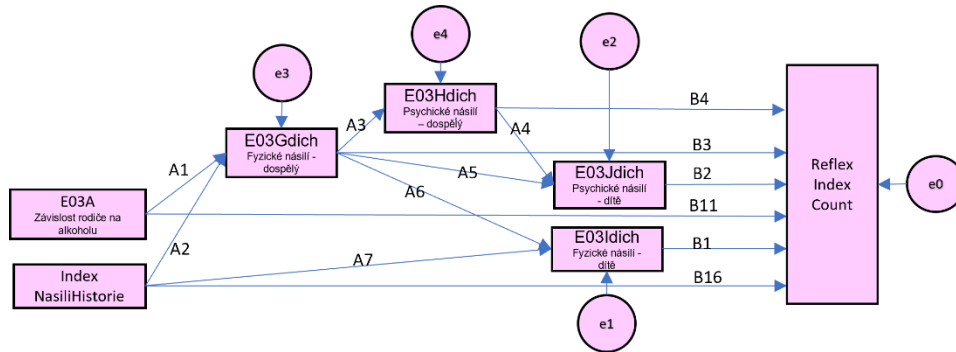 e4
e2
e3
E03Hdich
Psychické násilí
– dospělý
B4
A3
A4
E03Gdich
Fyzické násilí -
dospělý
B3
A5
E03Jdich
Psychické násilí
- dítě
B2
Reflex
Index
Count
e0
A1
A6
E03A
Závislost rodiče na
alkoholu
B11
A2
E03Idich
Fyzické násilí -
dítě
B1
A7
Index
NasiliHistorie
B16
e1